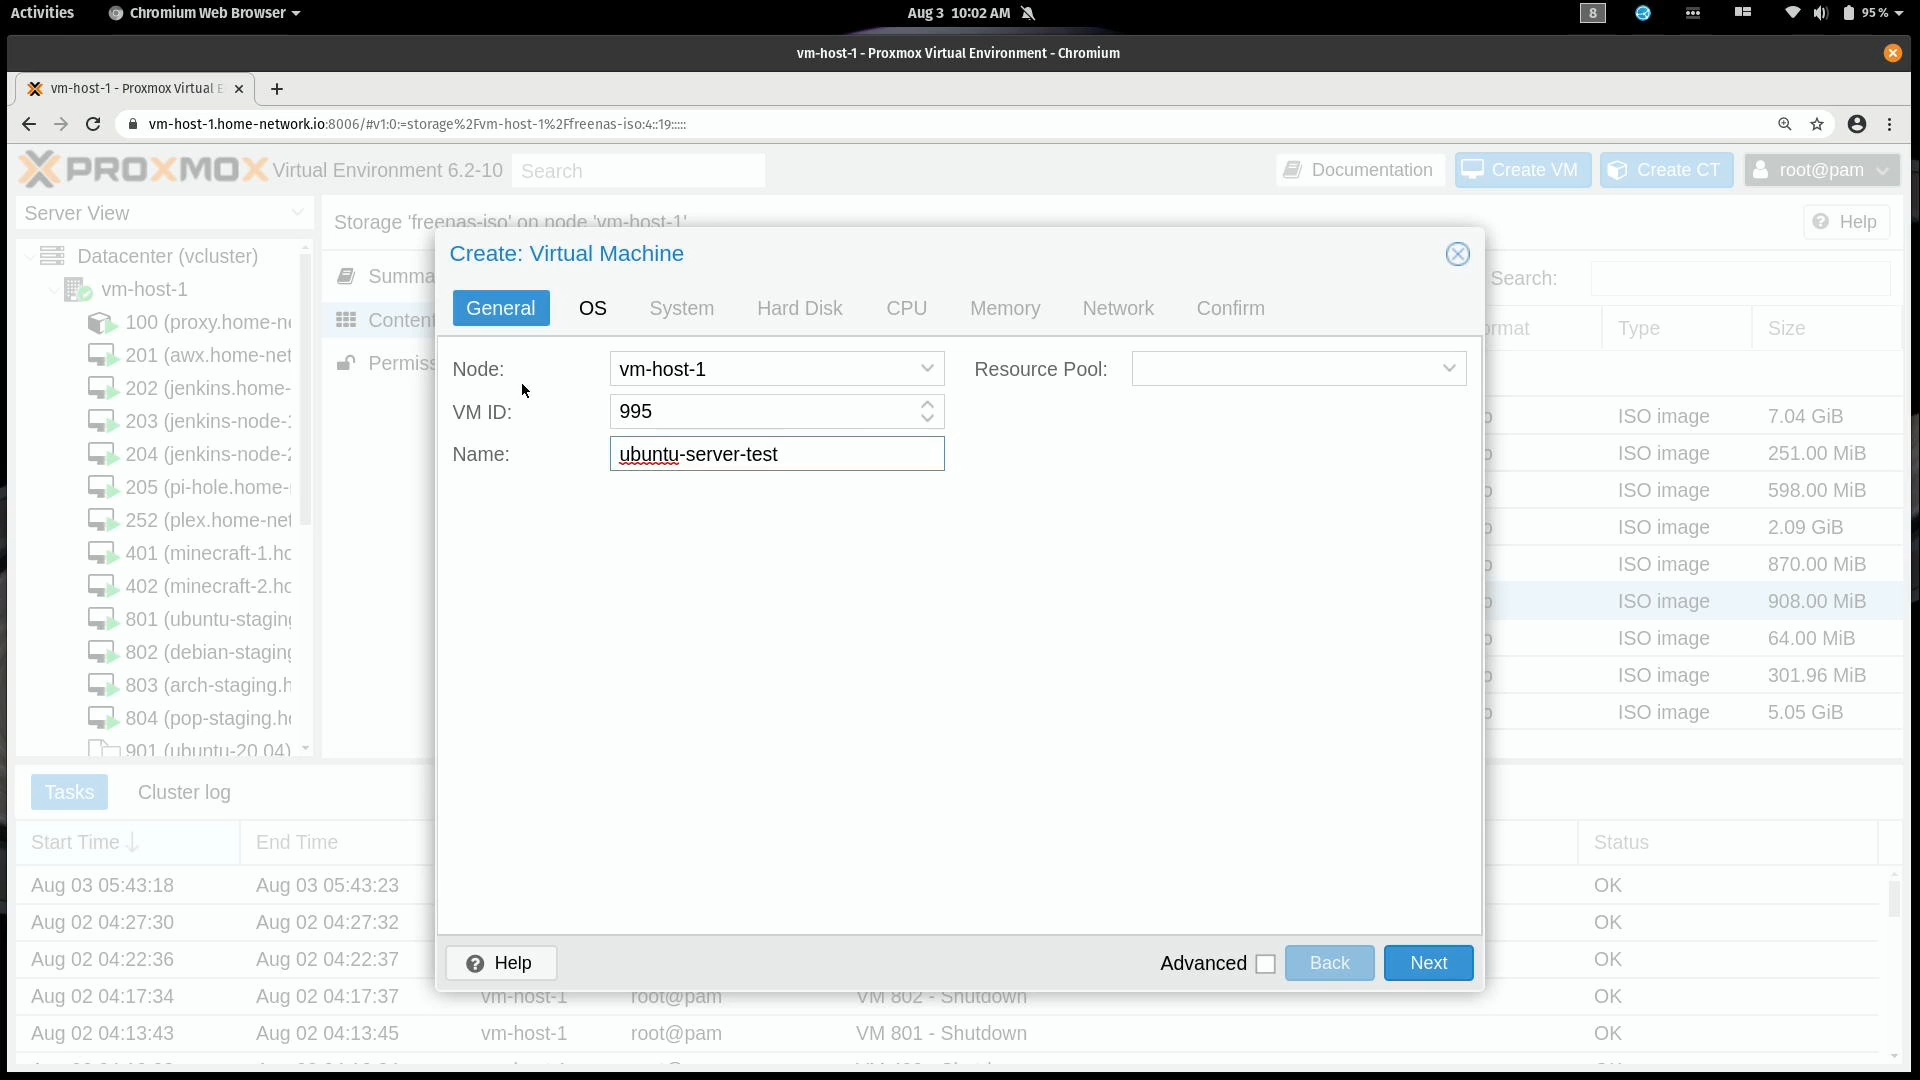 Activities
Chromium Web Browser
Aug 3 10:02 AM
8
95 %
vm-host-1 - Proxmox Virtual Environment - Chromium
vm-host-1 - Proxmox Virtual E
vm-host-1.home-network.io:8006/#v1:0:=storage%2Fvm-host-1%2Ffreenas-iso:4::19:::::
PROXMOX Virtual Environment 6.2-10
Search
Documentation
Create VM
Create CT
root@pam
Server View
Storage 'freenas-iso' on node 'vm-host-1'
Help
Datacenter (vcluster)
vm-host-1
100 (proxy.home-ne
201 (awx.home-net
202 (jenkins.home-
203 (jenkins-node-1
204 (jenkins-node-2
205 (pi-hole.home-
252 (plex.home-net
401 (minecraft-1.ho
402 (minecraft-2.ho
801 (ubuntu-staging
802 (debian-staging
803 (arch-staging.h
804 (pop-staging.ho
901 (ubuntu-20.04)
Summa
Content
Permiss
Search:
ormat
Type
Size
ISO image 7.04 GiB
ISO image 251.00 MiB
ISO image 598.00 MiB
ISO image 2.09 GiB
ISO image 870.00 MiB
ISO image 908.00 MiB
ISO image 64.00 MiB
ISO image 301.96 MiB
ISO image 5.05 GiB
Create: Virtual Machine
General
OS
System
Hard Disk
CPU
Memory
Network
Confirm
Node:
vm-host-1
Resource Pool:
VM ID:
995
Name:
ubuntu-server-test
Help
Advanced
Back
Next
Tasks
Cluster log
Start Time
End Time
Status
Aug 03 05:43:18 Aug 03 05:43:23 OK
Aug 02 04:27:30 Aug 02 04:27:32 OK
Aug 02 04:22:36 Aug 02 04:22:37 OK
Aug 02 04:17:34 Aug 02 04:17:37 vm-host-1 root@pam VM 802 - Shutdown OK
Aug 02 04:13:43 Aug 02 04:13:45 vm-host-1 root@pam VM 801 - Shutdown OK